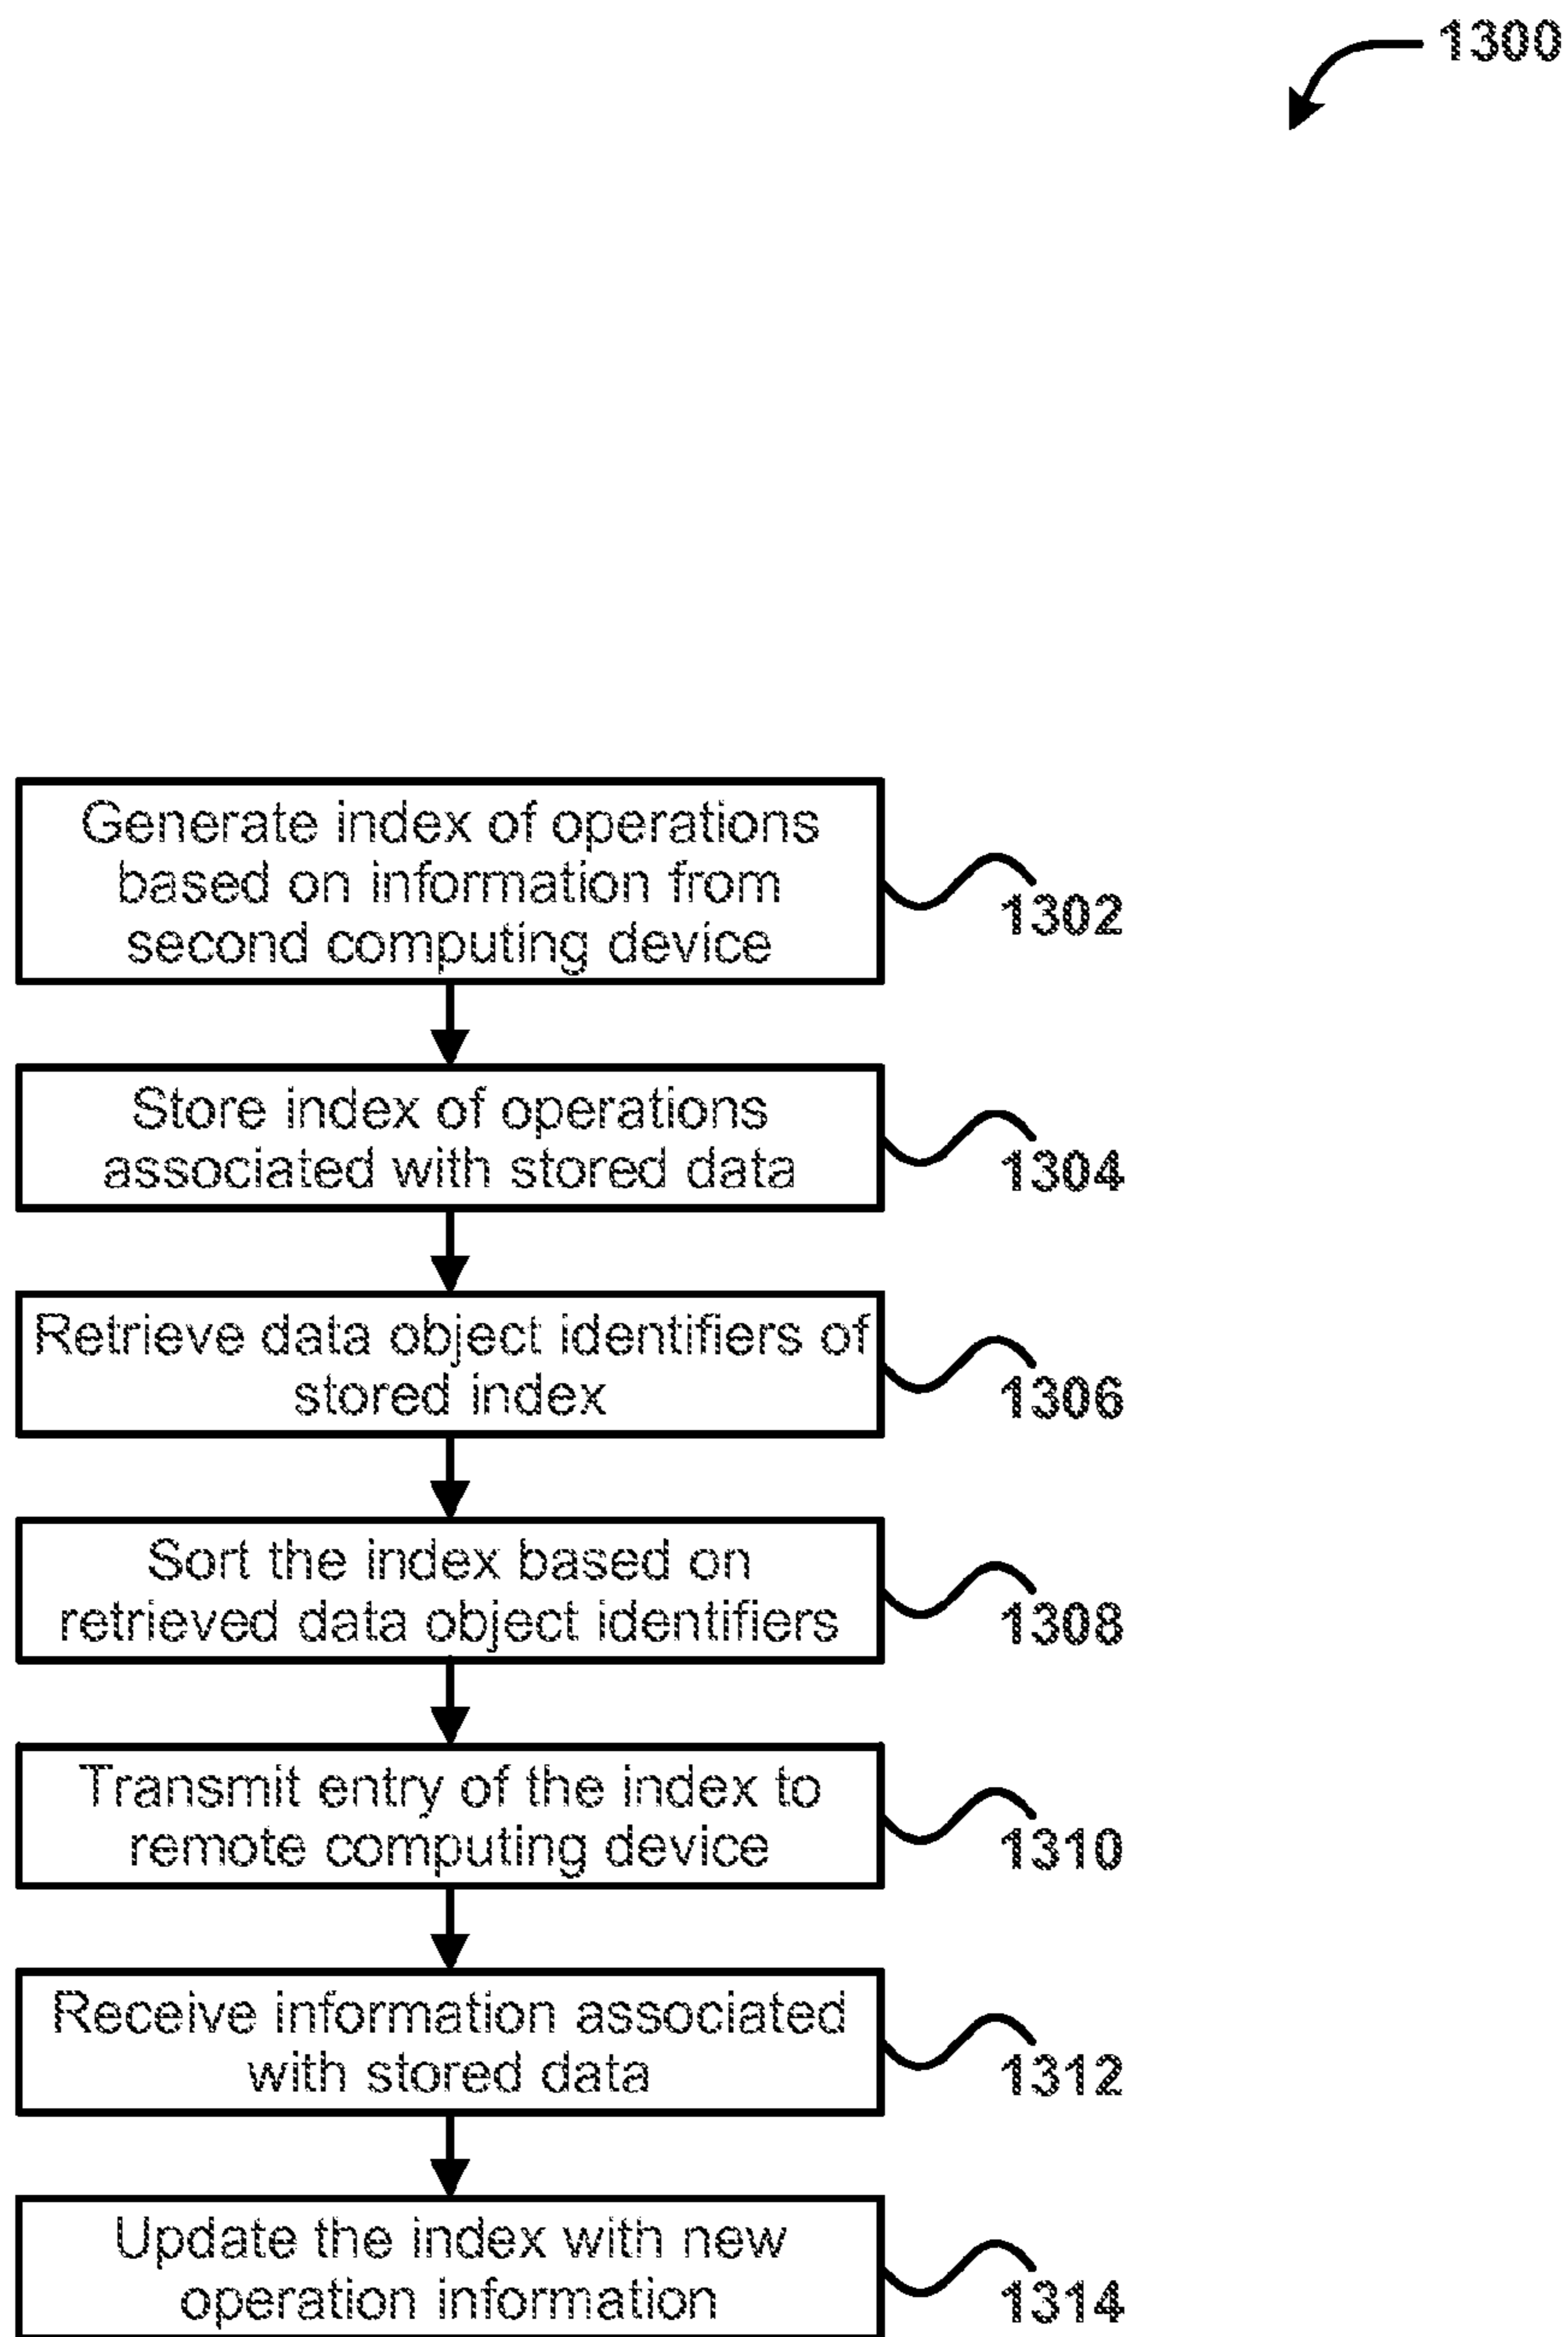 1300
Generate index of operations
based on information from
second computing device
1302
Store index of operations
associated with stored data
1304
Retrieve data object identifiers of
stored index
1306
Sort the index based on
retrieved data object identifiers
1308
Transmit entry of the index to
remote computing device
1310
Receive information associated
with stored data
1312
Update the index with new
operation information
1314